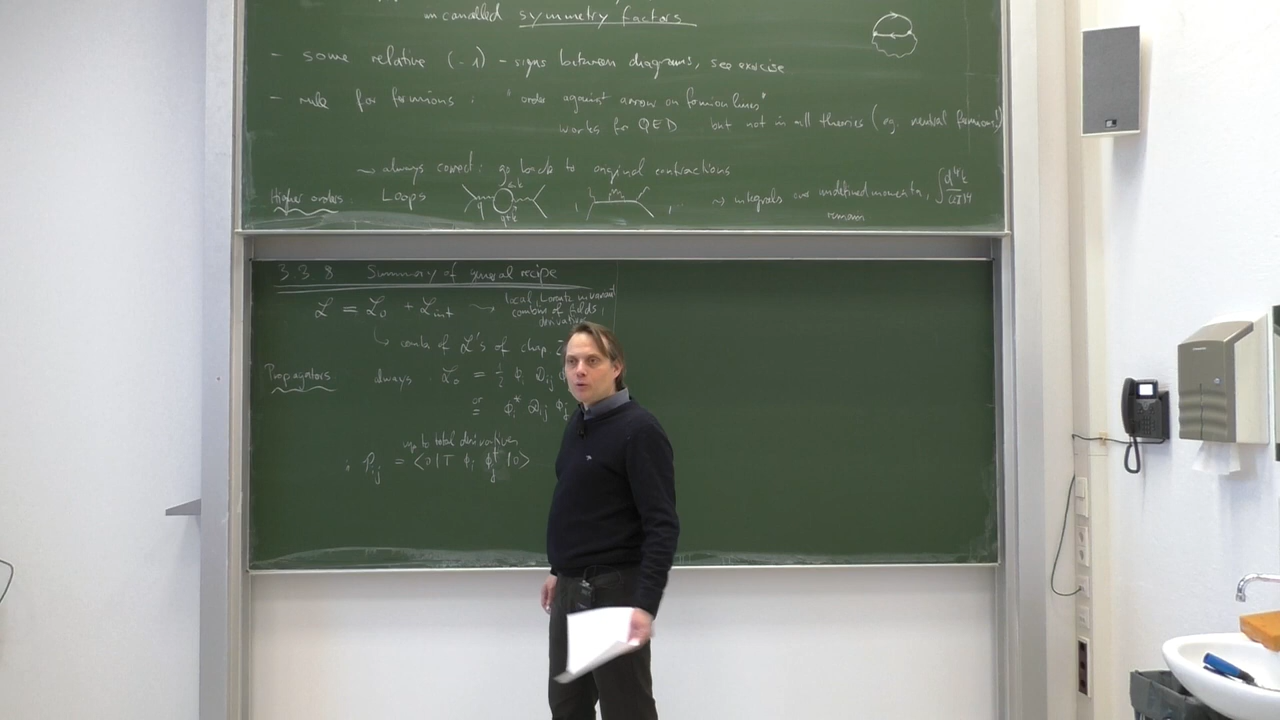 uncancelled symmetry factors
- some relative (-1) - signs between diagrams, see exercise
- rule for fermions : "order against arrow on fermion lines"
works for QED but not in all theories (eg. neutral fermions!)
~> always correct: go back to original contractions
Higher orders Loops q ~> integrals over undefined momenta, ∫ d⁴k/(2π)⁴
remain
3.3.8 Summary of general recipe
ℒ = ℒ₀ + ℒ_int ~> local, Lorentz invariant
combin of fields,
derivatives
↳ combi of ℒ's of chap 2
Propagators always ℒ₀ = ½ Φᵢ 𝒟ᵢⱼ
or = Φᵢ* 𝒟ᵢⱼ Φⱼ
up to total derivatives
i Pᵢⱼ = <0|T Φᵢ Φⱼ† |0>